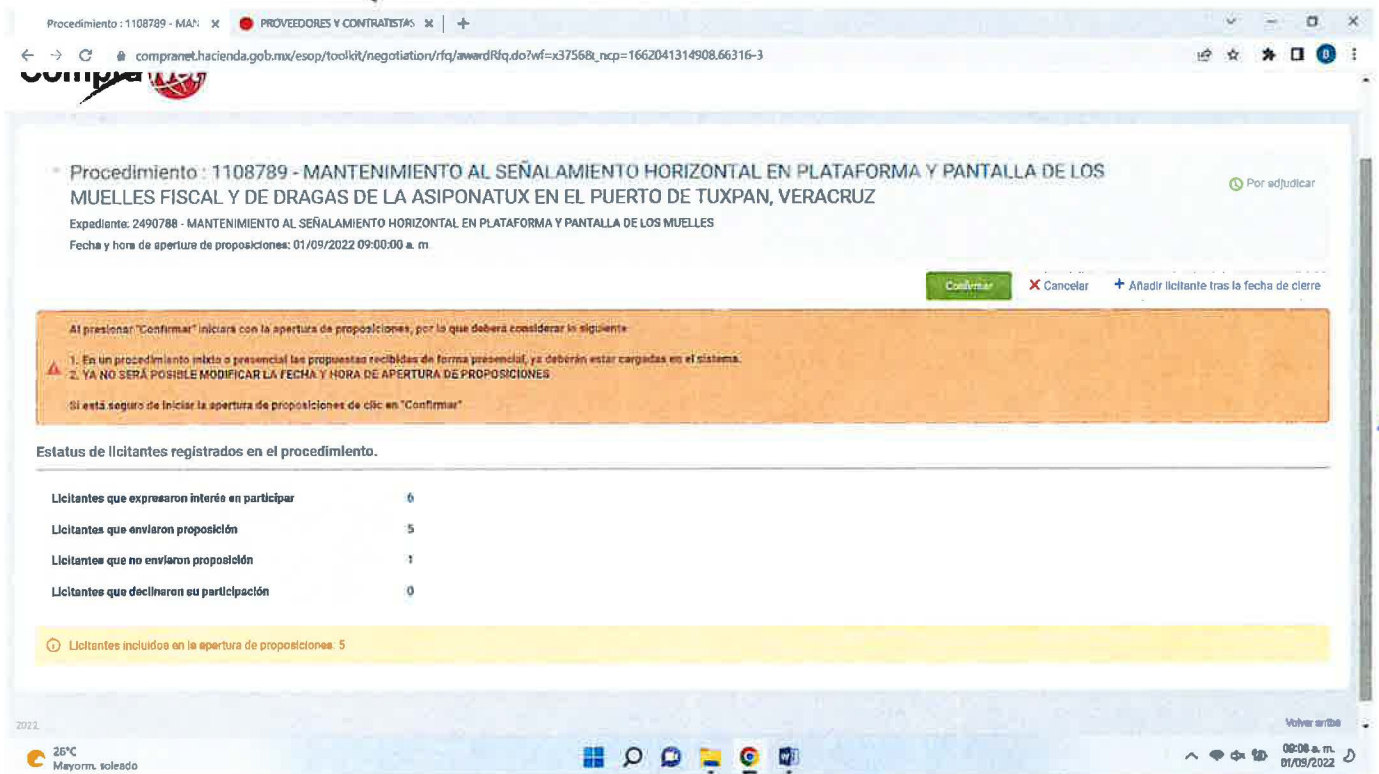 Procedimiento : 1108789 - MAN
PROVEEDORES Y CONTRATISTAS
compranet.hacienda.gob.mx/esop/toolkit/negotiation/rfq/awardRfq.do?wf=x3756&_ncp=1662041314908.66316-3
Compra net
Procedimiento : 1108789 - MANTENIMIENTO AL SEÑALAMIENTO HORIZONTAL EN PLATAFORMA Y PANTALLA DE LOS
MUELLES FISCAL Y DE DRAGAS DE LA ASIPONATUX EN EL PUERTO DE TUXPAN, VERACRUZ
Por adjudicar
Expediente: 2490788 - MANTENIMIENTO AL SEÑALAMIENTO HORIZONTAL EN PLATAFORMA Y PANTALLA DE LOS MUELLES
Fecha y hora de apertura de proposiciones: 01/09/2022 09:00:00 a. m.
Confirmar
Cancelar
+ Añadir licitante tras la fecha de cierre
Al presionar "Confirmar" iniciará con la apertura de proposiciones, por lo que deberá considerar lo siguiente
1. En un procedimiento mixto o presencial las propuestas recibidas de forma presencial, ya deberán estar cargadas en el sistema.
2. YA NO SERÁ POSIBLE MODIFICAR LA FECHA Y HORA DE APERTURA DE PROPOSICIONES
Si está seguro de iniciar la apertura de proposiciones de clic en "Confirmar"
Estatus de licitantes registrados en el procedimiento.
Licitantes que expresaron interés en participar 6
Licitantes que enviaron proposición 5
Licitantes que no enviaron proposición 1
Licitantes que declinaron su participación 0
Licitantes incluidos en la apertura de proposiciones: 5
2022
Volver arriba
26°C
Mayorm. soleado
09:08 a. m.
01/09/2022